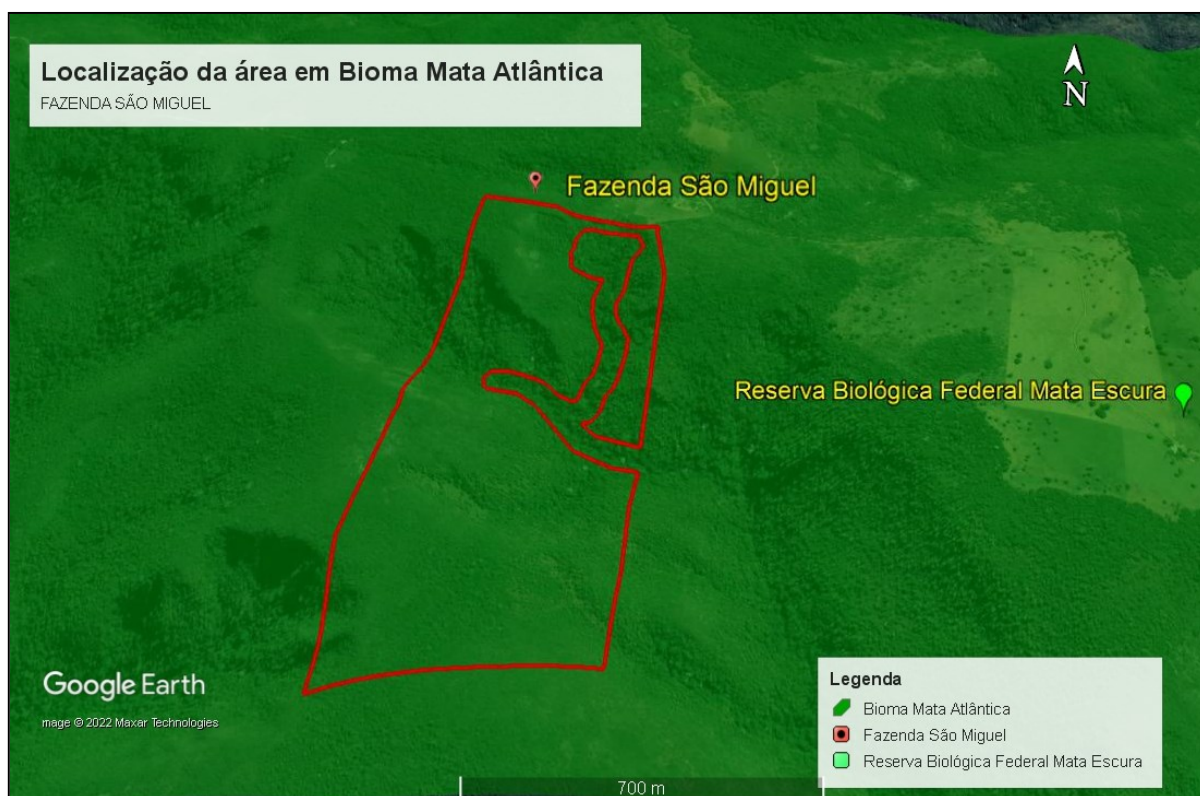 Localização da área em Bioma Mata Atlântica
FAZENDA SÃO MIGUEL
N
Fazenda São Miguel
Reserva Biológica Federal Mata Escura
Google Earth
mage © 2022 Maxar Technologies
Legenda
Bioma Mata Atlântica
Fazenda São Miguel
Reserva Biológica Federal Mata Escura
700 m